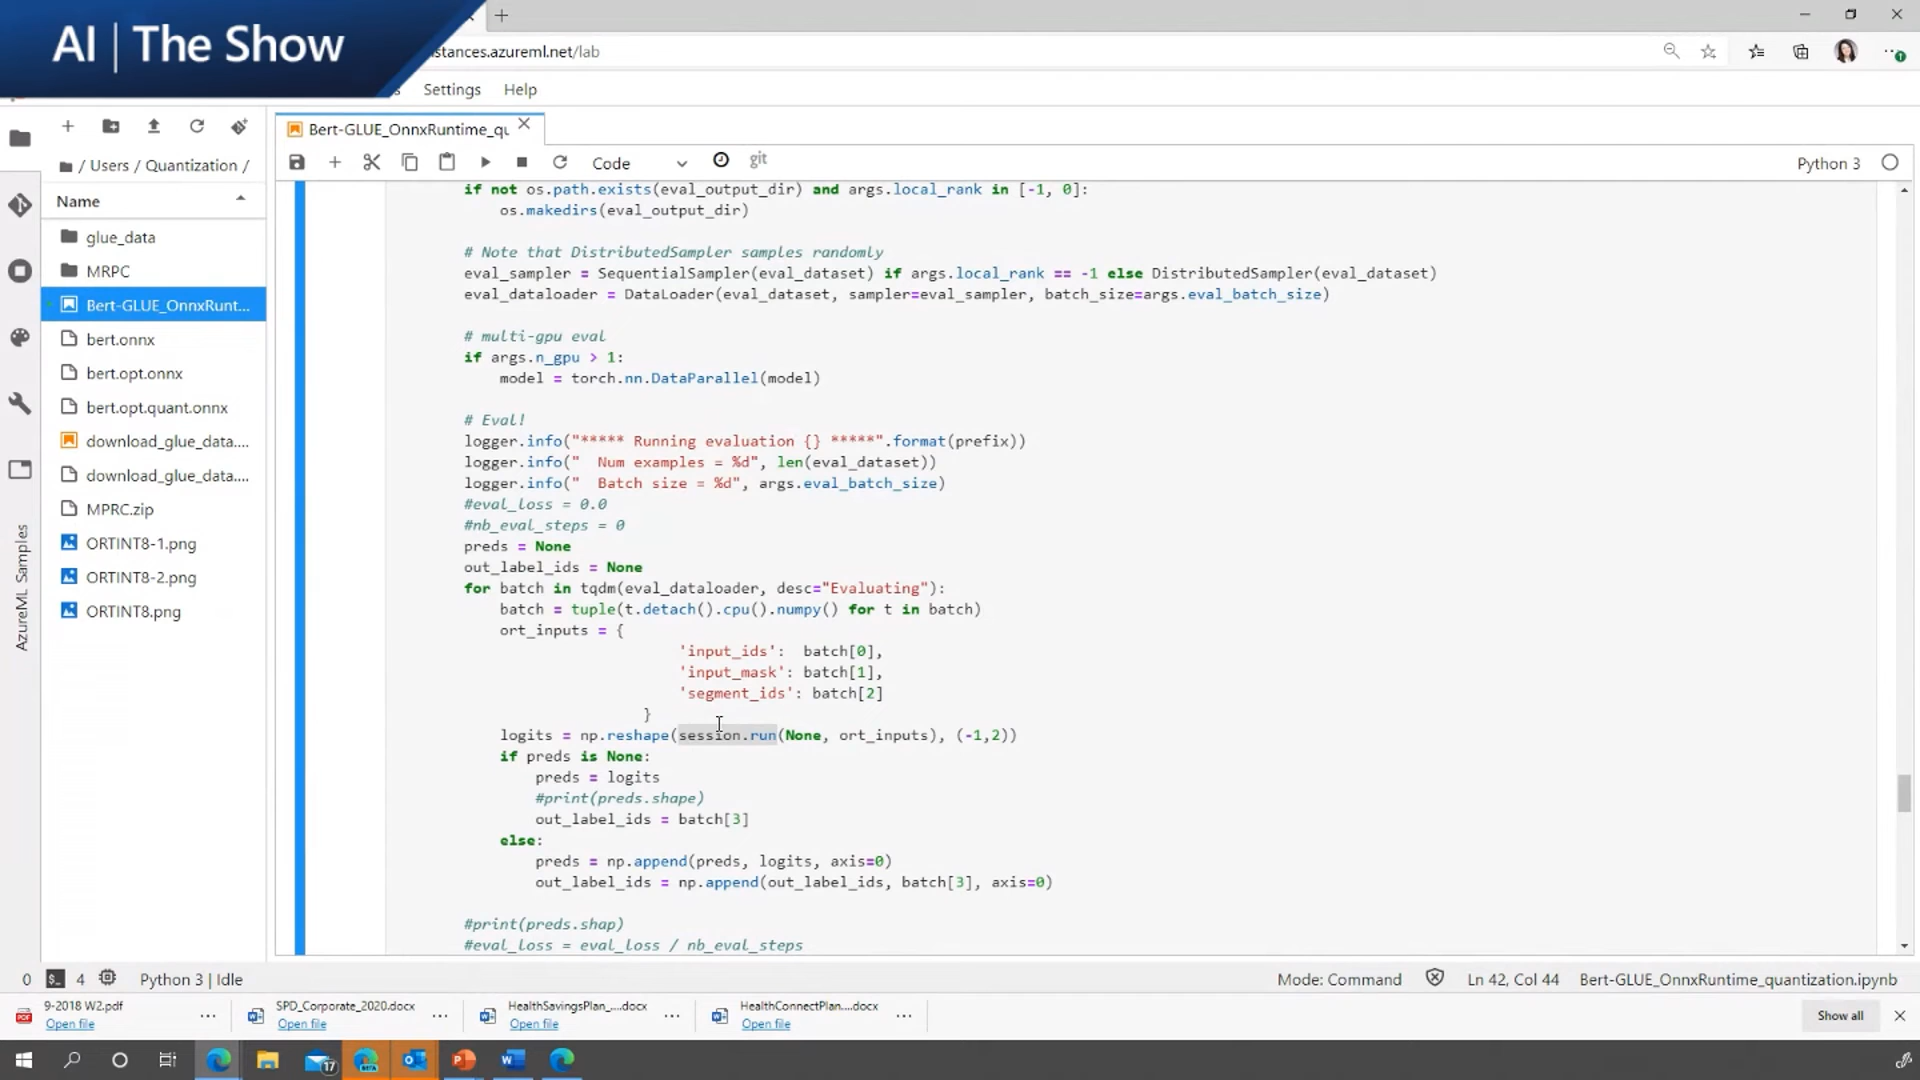 AI | The Show
stances.azureml.net/lab
s Settings Help
Bert-GLUE_OnnxRuntime_qu
Code
git
Python 3
/ Users / Quantization /
Name
glue_data
MRPC
Bert-GLUE_OnnxRunt...
bert.onnx
bert.opt.onnx
bert.opt.quant.onnx
download_glue_data....
download_glue_data....
MPRC.zip
ORTINT8-1.png
ORTINT8-2.png
ORTINT8.png
AzureML Samples
if not os.path.exists(eval_output_dir) and args.local_rank in [-1, 0]:
os.makedirs(eval_output_dir)
# Note that DistributedSampler samples randomly
eval_sampler = SequentialSampler(eval_dataset) if args.local_rank == -1 else DistributedSampler(eval_dataset)
eval_dataloader = DataLoader(eval_dataset, sampler=eval_sampler, batch_size=args.eval_batch_size)
# multi-gpu eval
if args.n_gpu > 1:
model = torch.nn.DataParallel(model)
# Eval!
logger.info("***** Running evaluation {} *****".format(prefix))
logger.info("  Num examples = %d", len(eval_dataset))
logger.info("  Batch size = %d", args.eval_batch_size)
#eval_loss = 0.0
#nb_eval_steps = 0
preds = None
out_label_ids = None
for batch in tqdm(eval_dataloader, desc="Evaluating"):
batch = tuple(t.detach().cpu().numpy() for t in batch)
ort_inputs = {
'input_ids':  batch[0],
'input_mask': batch[1],
'segment_ids': batch[2]
}
logits = np.reshape(session.run(None, ort_inputs), (-1,2))
if preds is None:
preds = logits
#print(preds.shape)
out_label_ids = batch[3]
else:
preds = np.append(preds, logits, axis=0)
out_label_ids = np.append(out_label_ids, batch[3], axis=0)
#print(preds.shap)
#eval_loss = eval_loss / nb_eval_steps
0 4 Python 3 | Idle
Mode: Command Ln 42, Col 44 Bert-GLUE_OnnxRuntime_quantization.ipynb
9-2018 W2.pdf
Open file
SPD_Corporate_2020.docx
Open file
HealthSavingsPlan_....docx
Open file
HealthConnectPlan....docx
Open file
Show all
17